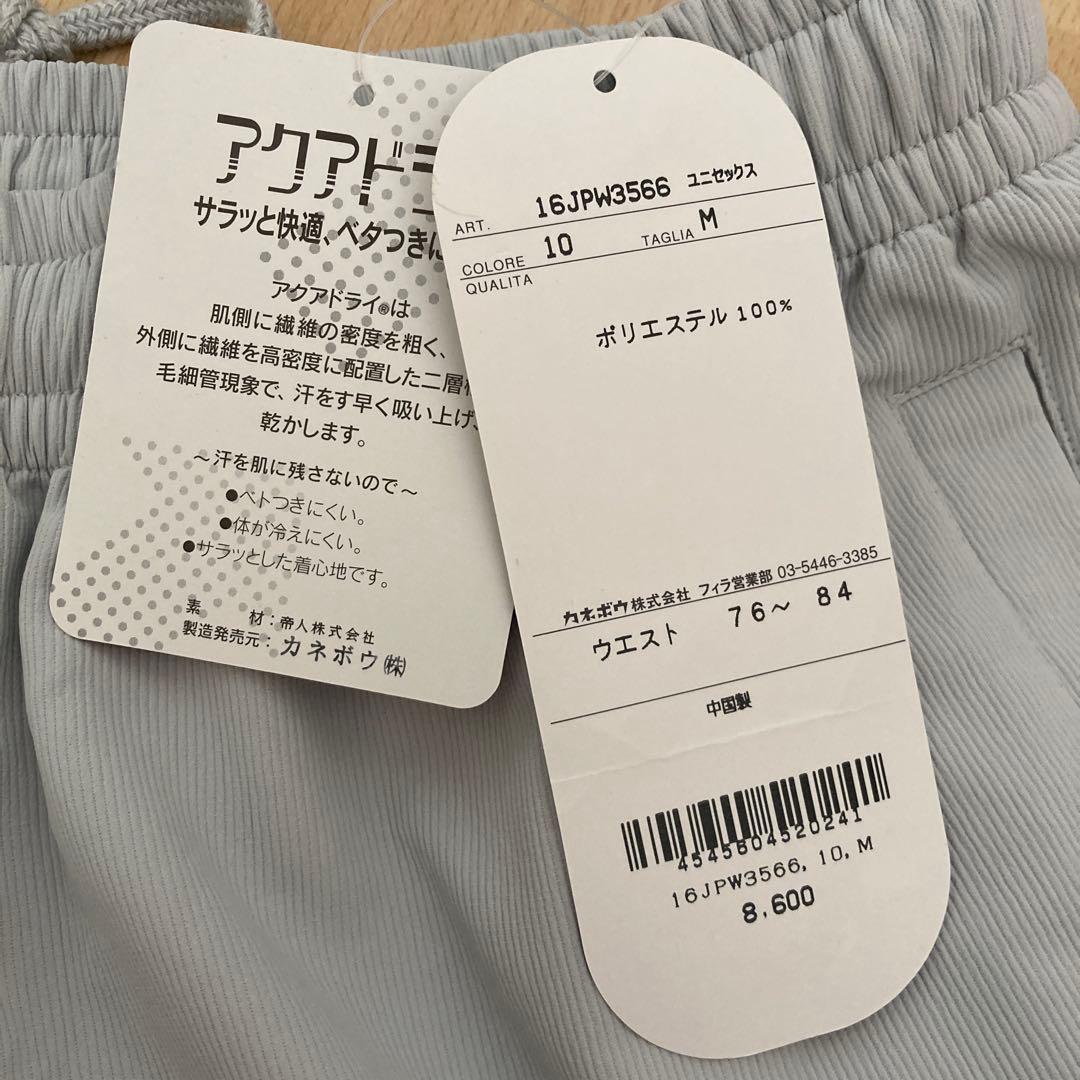 アクアド
サラッと快適、ベタつきに
アクアドライ®は
肌側に繊維の密度を粗く、
外側に繊維を高密度に配置した二層
毛細管現象で、汗をす早く吸い上げ
乾かします。
～汗を肌に残さないので～
●ベトつきにくい。
●体が冷えにくい。
●サラッとした着心地です。
素 材：帝人株式会社
製造発売元：カネボウ㈱
ART. 16JPW3566 ユニセックス
COLORE 10 TAGLIA M
QUALITA
ポリエステル 100%
カネボウ株式会社 フィラ営業部 03-5446-3385
ウエスト 76～ 84
中国製
4545604520241
16JPW3566, 10, M
8,600